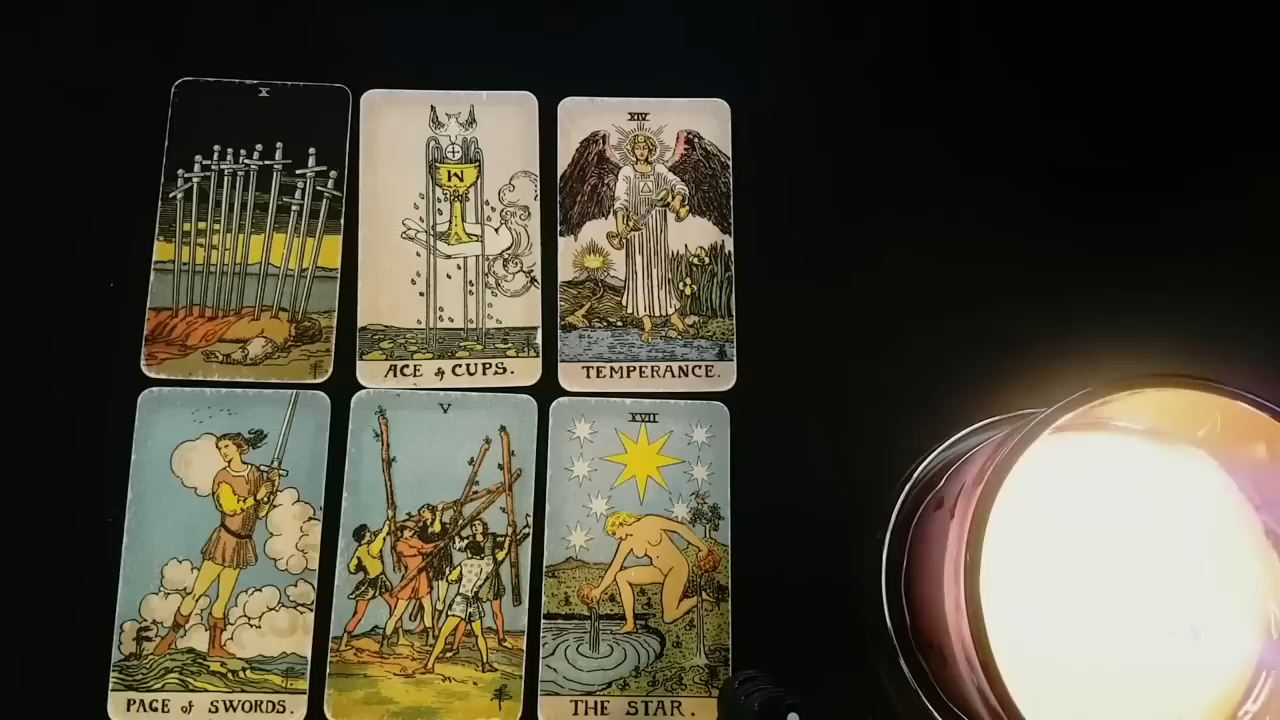 X
XIV
ACE of CUPS.
TEMPERANCE.
V
XVII
PAGE of SWORDS.
THE STAR.